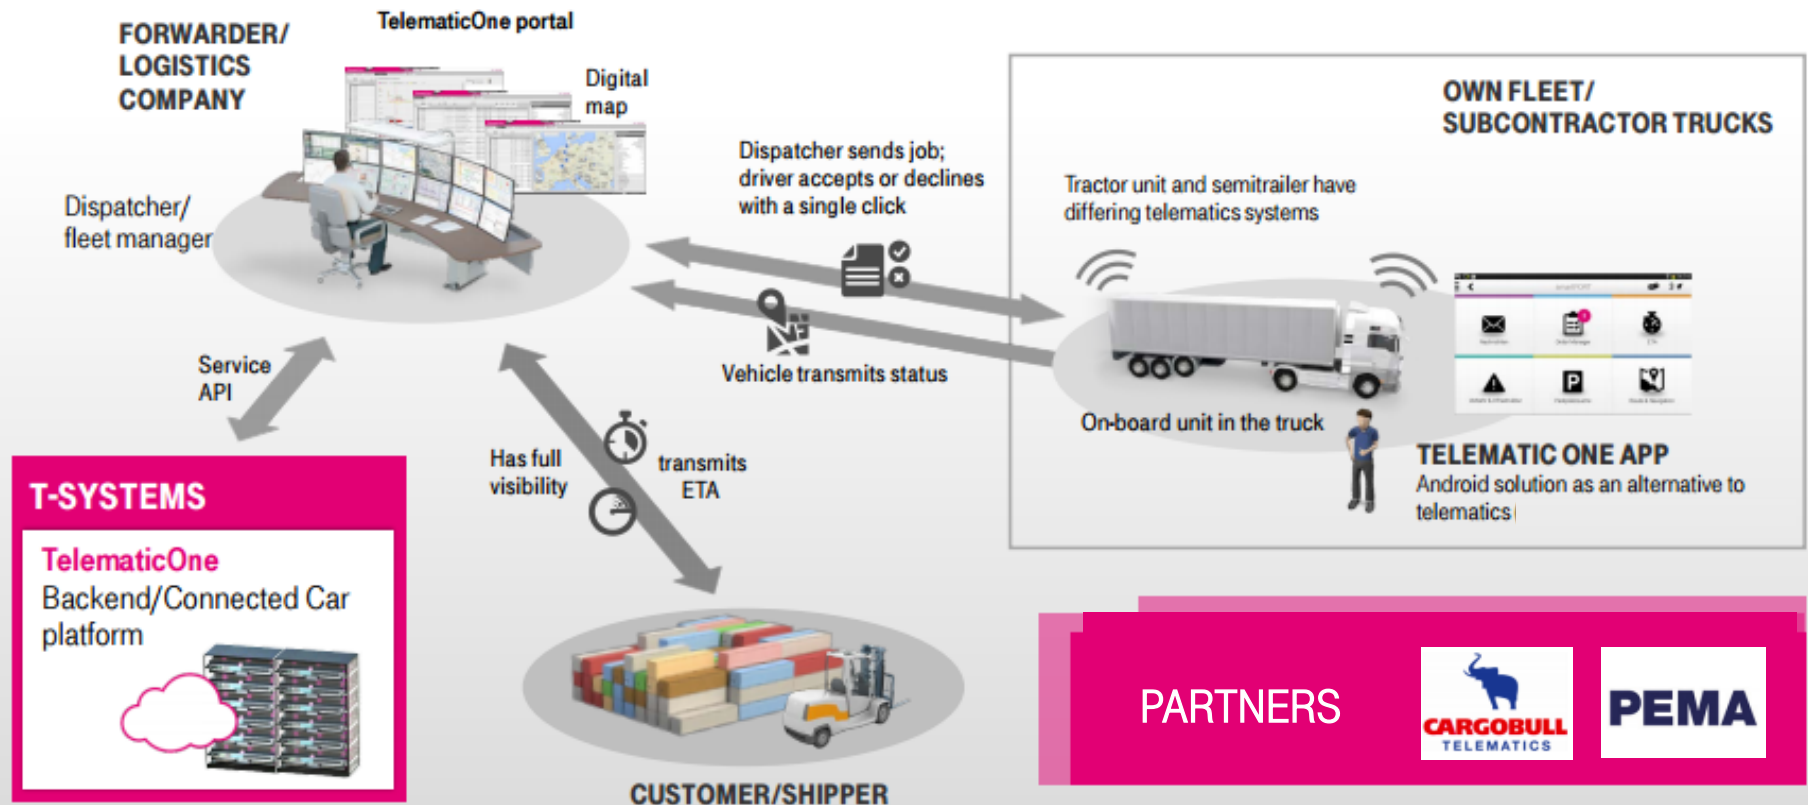 TelematicOne portal
FORWARDER/
LOGISTICS
COMPANY
Digital
map
Dispatcher/
fleet manager
Dispatcher sends job;
driver accepts or declines
with a single click
Vehicle transmits status
OWN FLEET/
SUBCONTRACTOR TRUCKS
Tractor unit and semitrailer have
differing telematics systems
On-board unit in the truck
TELEMATIC ONE APP
Android solution as an alternative to
telematics
Service
API
Has full
visibility
transmits
ETA
T-SYSTEMS
TelematicOne
Backend/Connected Car
platform
CUSTOMER/SHIPPER
PARTNERS
CARGOBULL
TELEMATICS
PEMA